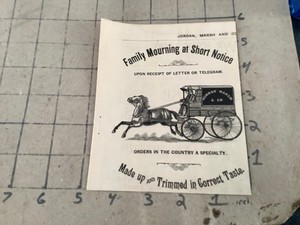 JORDAN, MARSH AND
Family Mourning at Short Notice
UPON RECEIPT OF LETTER OR TELEGRAM.
JORDAN MARSH
& CO.
ORDERS IN THE COUNTRY A SPECIALTY.
Made up AND Trimmed in Correct Taste.
7 6 5 4 3 2 1
1
2
3
4
5